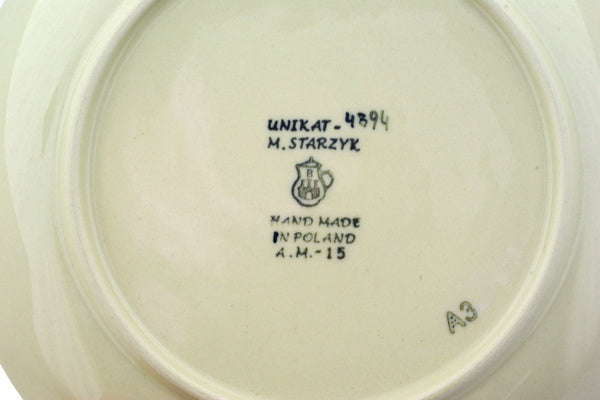 UNIKAT-4394
M. STARZYK
B
HAND MADE
IN POLAND
A.M.-15
A3